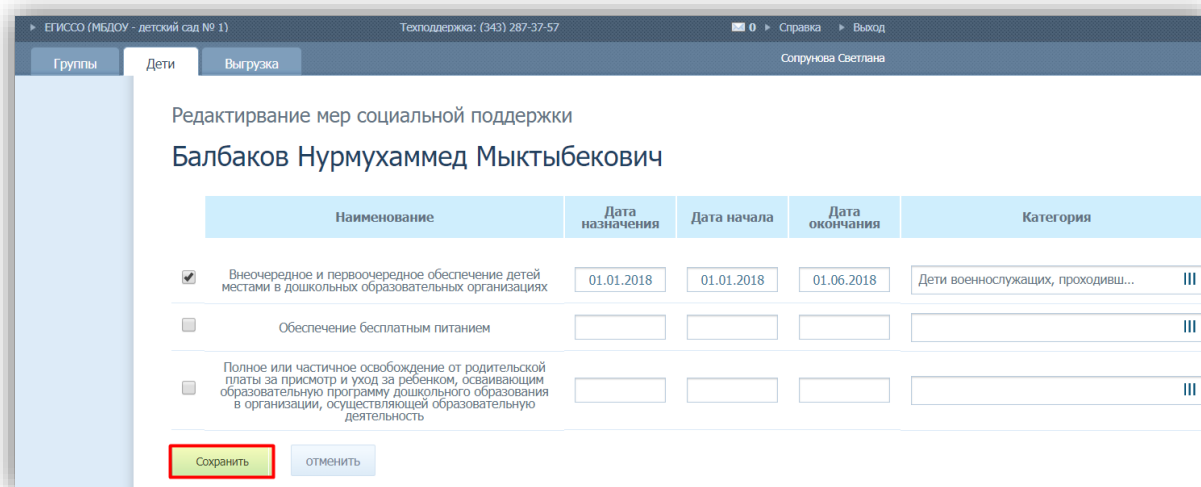 ЕГИССО (МБДОУ - детский сад № 1) Техподдержка: (343) 287-37-57 0 Справка Выход
Группы Дети Выгрузка Сопрунова Светлана
Редактирвание мер социальной поддержки
Балбаков Нурмухаммед Мыктыбекович
Наименование Дата назначения Дата начала Дата окончания Категория
Внеочередное и первоочередное обеспечение детей
местами в дошкольных образовательных организациях
01.01.2018 01.01.2018 01.06.2018 Дети военнослужащих, проходивш...
Обеспечение бесплатным питанием
Полное или частичное освобождение от родительской
платы за присмотр и уход за ребенком, осваивающим
образовательную программу дошкольного образования
в организации, осуществляющей образовательную
деятельность
Сохранить отменить